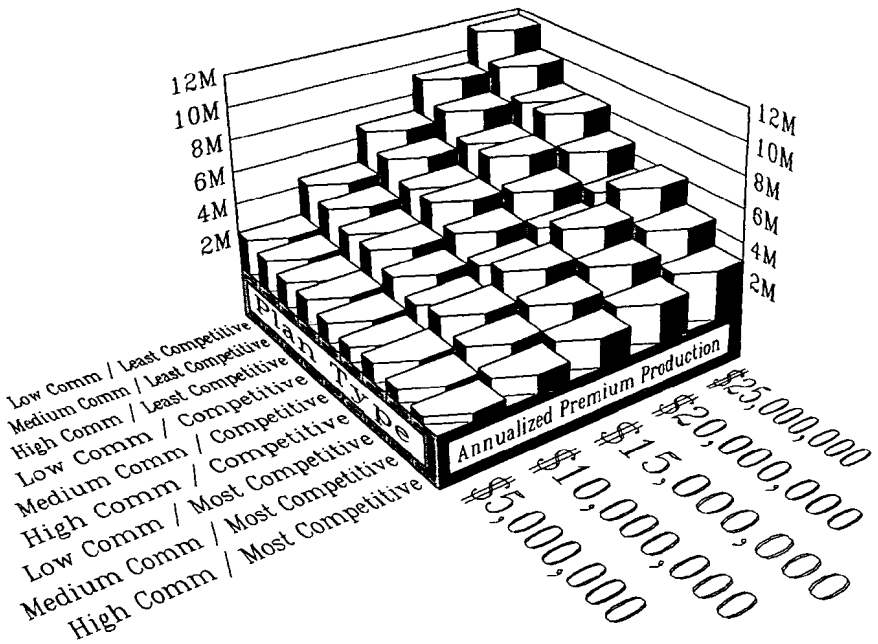 12M
10M
8M
6M
4M
2M
12M
10M
8M
6M
4M
2M
Plan Type
Annualized Premium Production
Low Comm / Least Competitive
Medium Comm / Least Competitive
High Comm / Least Competitive
Low Comm / Competitive
Medium Comm / Competitive
High Comm / Competitive
Low Comm / Most Competitive
Medium Comm / Most Competitive
High Comm / Most Competitive
$5,000,000
$10,000,000
$15,000,000
$20,000,000
$25,000,000